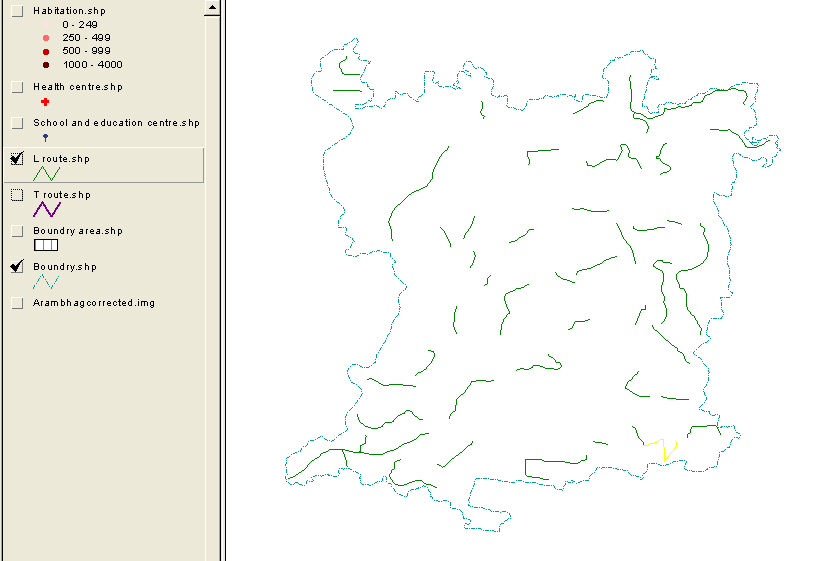 Habitation.shp
0 - 249
250 - 499
500 - 999
1000 - 4000
Health centre.shp
School and education centre.shp
L route.shp
T route.shp
Boundry area.shp
Boundry.shp
Arambhagcorrected.img